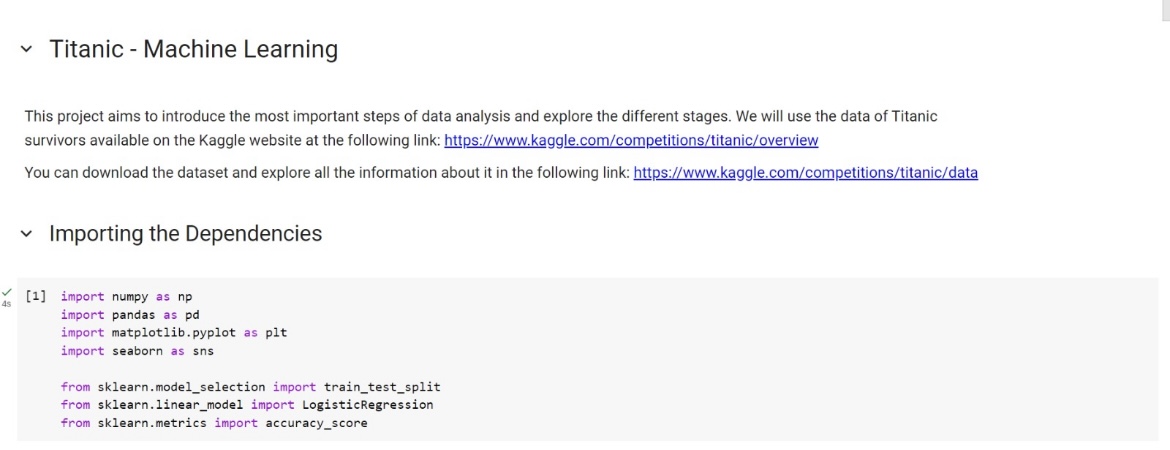 Titanic - Machine Learning
This project aims to introduce the most important steps of data analysis and explore the different stages. We will use the data of Titanic
survivors available on the Kaggle website at the following link: https://www.kaggle.com/competitions/titanic/overview
You can download the dataset and explore all the information about it in the following link: https://www.kaggle.com/competitions/titanic/data
Importing the Dependencies
4s
[1] import numpy as np
import pandas as pd
import matplotlib.pyplot as plt
import seaborn as sns
from sklearn.model_selection import train_test_split
from sklearn.linear_model import LogisticRegression
from sklearn.metrics import accuracy_score